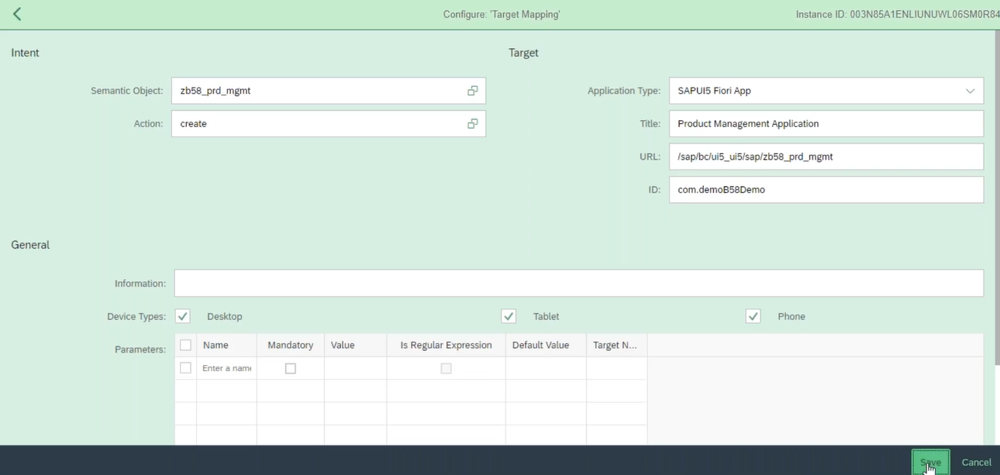 Configure: 'Target Mapping'
Instance ID: 003N85A1ENLIUNUWL06SM0R84
Intent
Target
Semantic Object: zb58_prd_mgmt
Application Type: SAPUI5 Fiori App
Action: create
Title: Product Management Application
URL: /sap/bc/ui5_ui5/sap/zb58_prd_mgmt
ID: com.demoB58Demo
General
Information:
Device Types: Desktop Tablet Phone
Parameters: Name Mandatory Value Is Regular Expression Default Value Target N...
Enter a name
Save Cancel